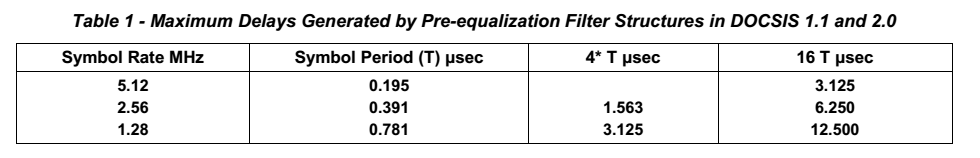 Table 1 - Maximum Delays Generated by Pre-equalization Filter Structures in DOCSIS 1.1 and 2.0
Symbol Rate MHz Symbol Period (T) µsec 4* T µsec 16 T µsec
5.12 0.195 3.125
2.56 0.391 1.563 6.250
1.28 0.781 3.125 12.500